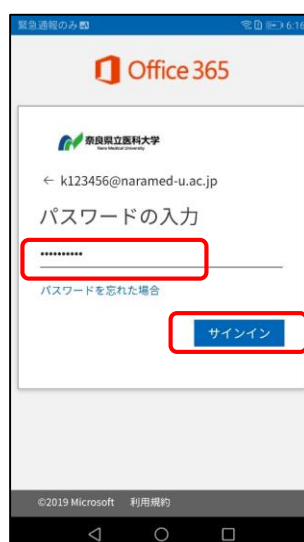 緊急通報のみ 6:16
Office 365
奈良県立医科大学
Nara Medical University
← k123456@naramed-u.ac.jp
パスワードの入力
••••••••••
パスワードを忘れた場合
サインイン
©2019 Microsoft 利用規約